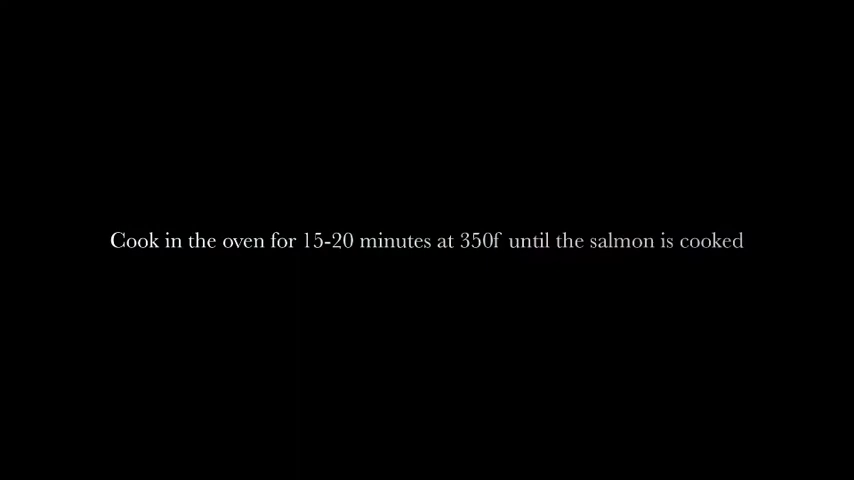 Cook in the oven for 15-20 minutes at 350f until the salmon is cooked